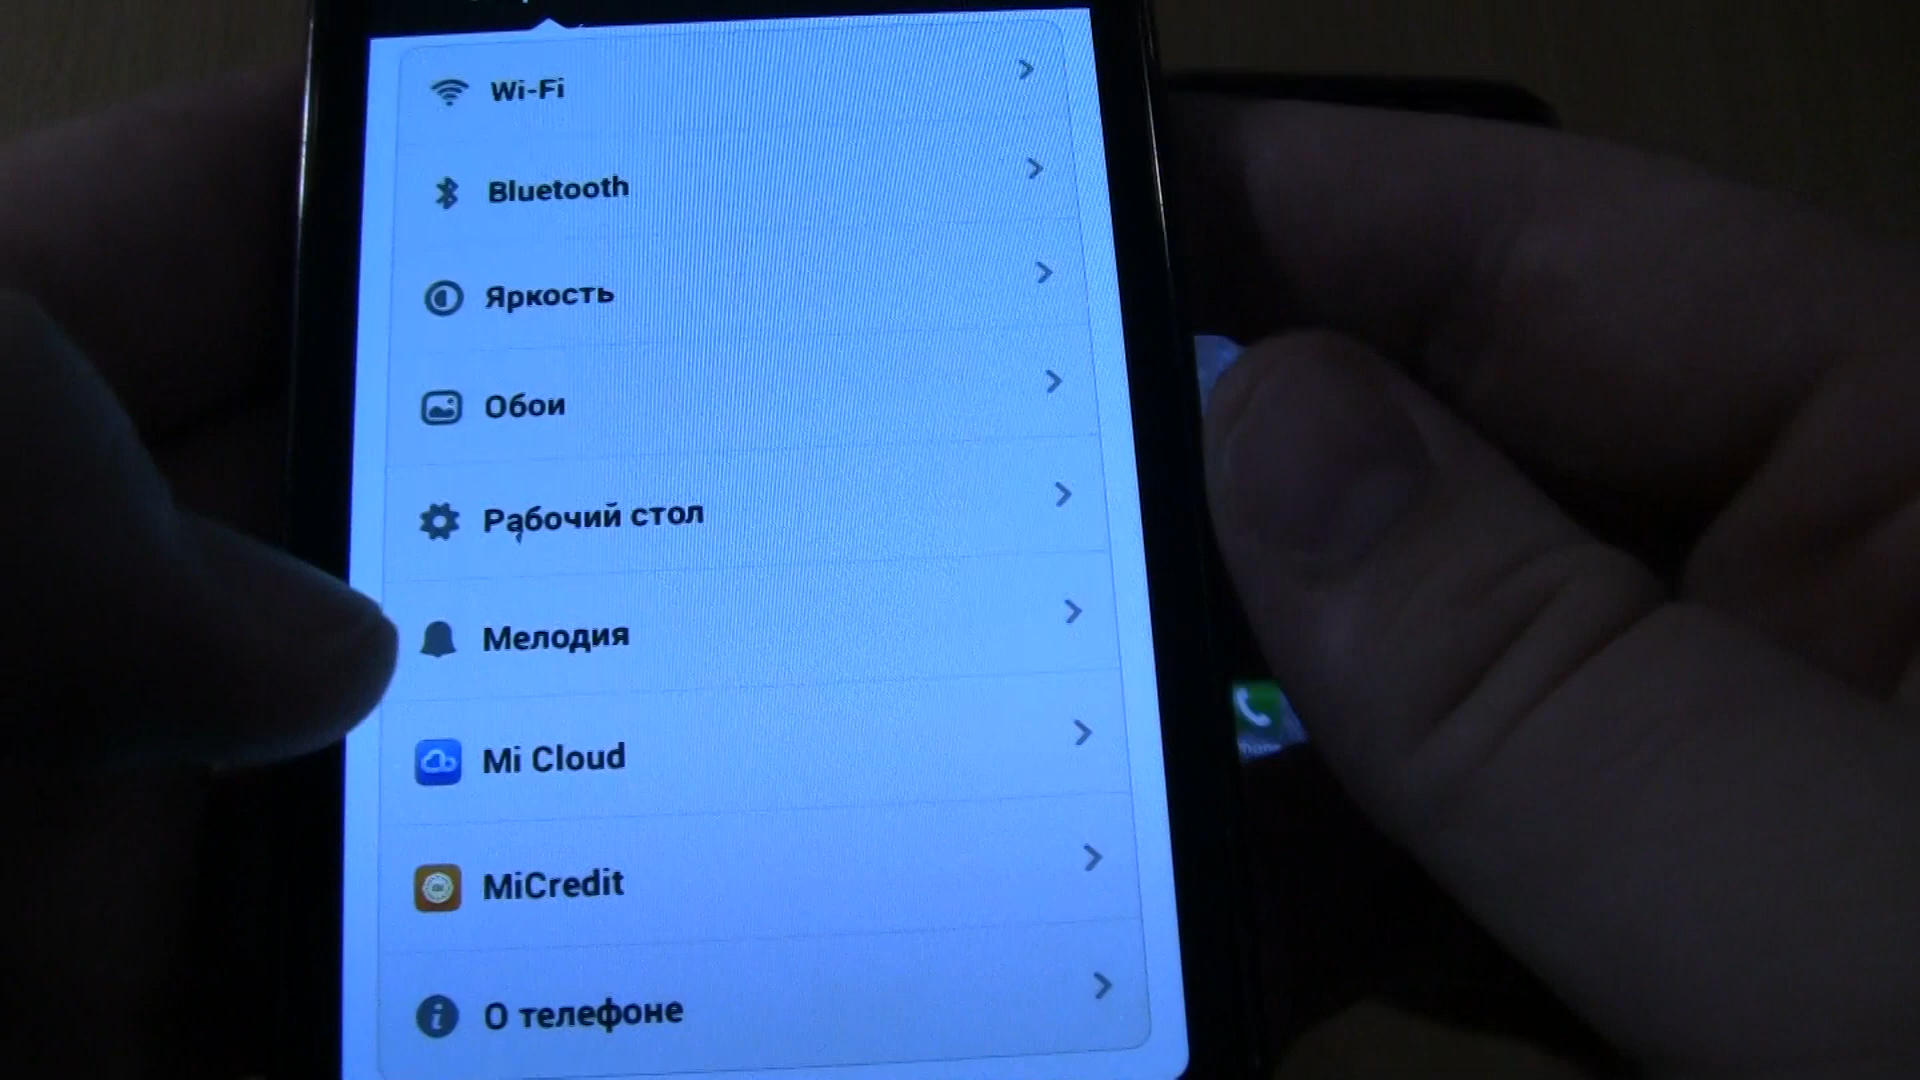 Wi-Fi
Bluetooth
Яркость
Обои
Рабочий стол
Мелодия
Mi Cloud
MiCredit
О телефоне